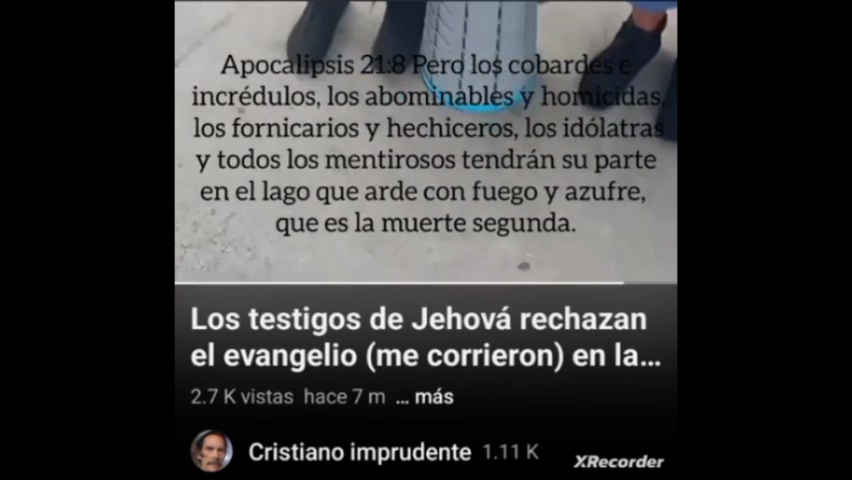 Apocalipsis 21:8 Pero los cobardes e
incrédulos, los abominables y homicidas,
los fornicarios y hechiceros, los idólatras
y todos los mentirosos tendrán su parte
en el lago que arde con fuego y azufre,
que es la muerte segunda.
Los testigos de Jehová rechazan
el evangelio (me corrieron) en la...
2.7 K vistas hace 7 m ... más
Cristiano imprudente 1.11 K
XRecorder